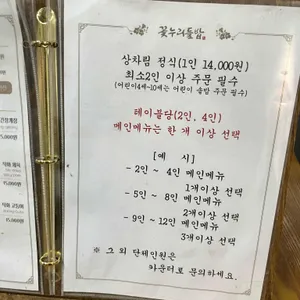 꽃누리들밥
상차림 정식(1인 14,000원)
최소2인 이상 주문 필수
(어린이4세~10세는 어린이 솥밥 주문 필수)
테이블당(2인, 4인)
메인메뉴는 한 개 이상 선택
[예 시]
- 2인 ~ 4인 메인메뉴
1개이상 선택
- 5인 ~ 8인 메인메뉴
2개이상 선택
- 9인 ~ 12인 메인메뉴
3개이상 선택
※ 그 외 단체인원은
카운터로 문의하세요.